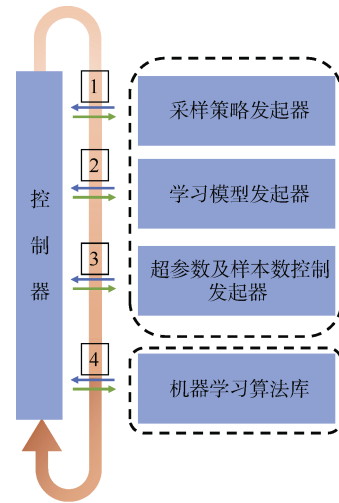 控
制
器
1
采样策略发起器
2
学习模型发起器
3
超参数及样本数控制
发起器
4
机器学习算法库